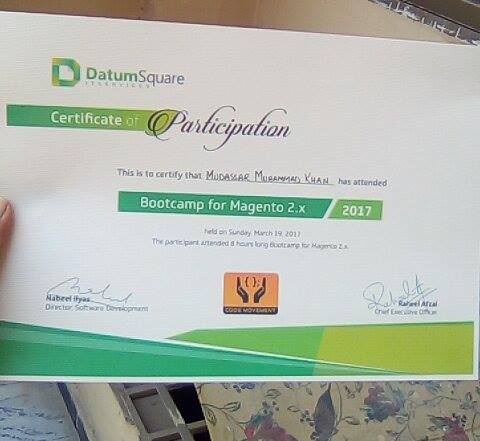 DatumSquare
IT SERVICES
Certificate of Participation
This is to certify that MUDASSAR MUHAMMAD KHAN has attended
Bootcamp for Magento 2.x 2017
held on Sunday, March 19, 2017
The participant attended 8 hours long Bootcamp for Magento 2.x.
Nabeel Ilyas
Director Software Development
{;}
CODE MOVEMENT
Raheel Afzal
Chief Executive Officer